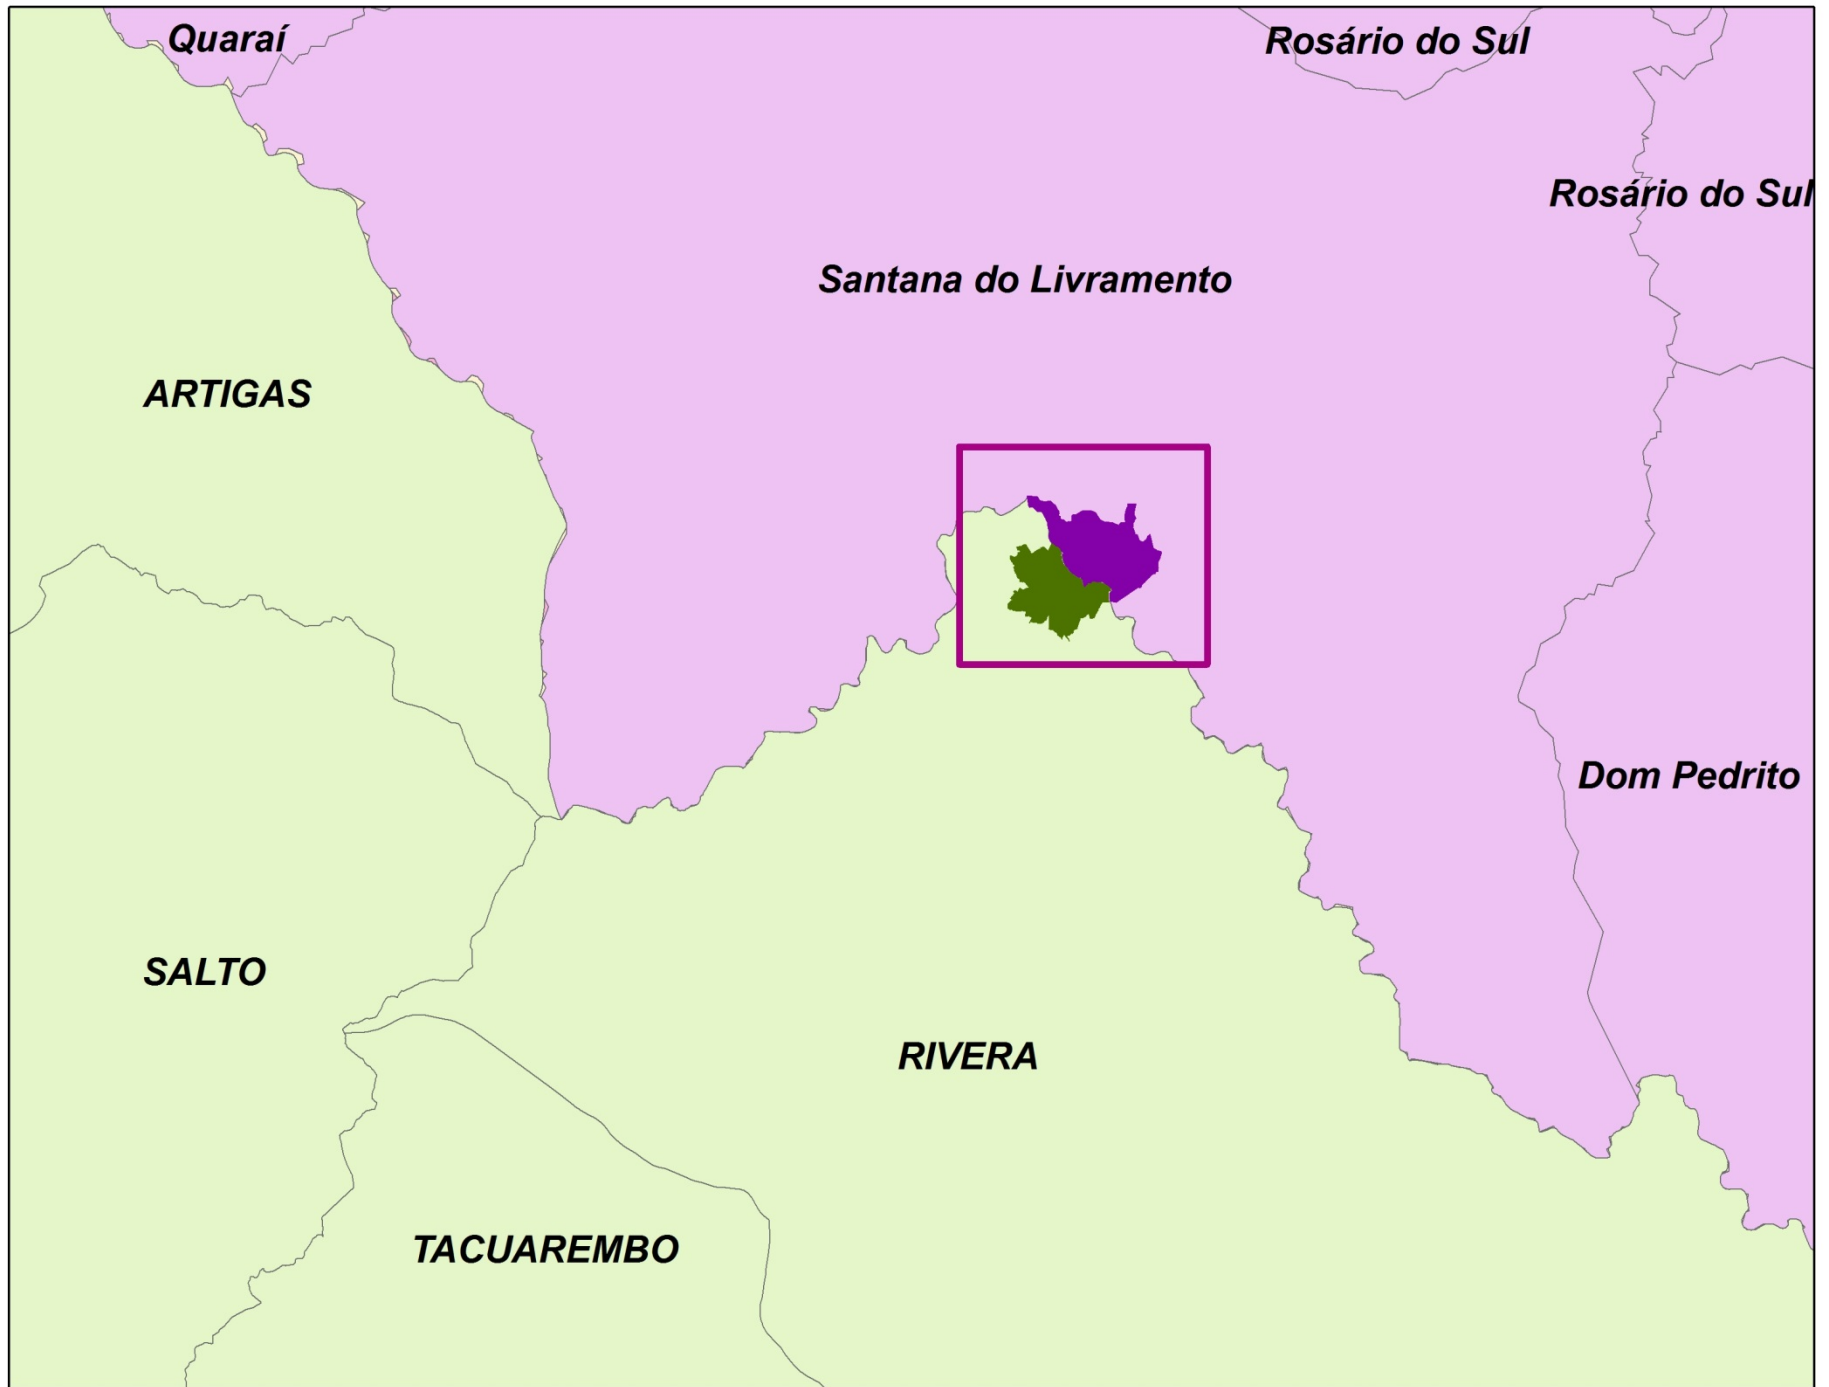 Quaraí
Rosário do Sul
Rosário do Sul
Santana do Livramento
ARTIGAS
Dom Pedrito
SALTO
RIVERA
TACUAREMBO